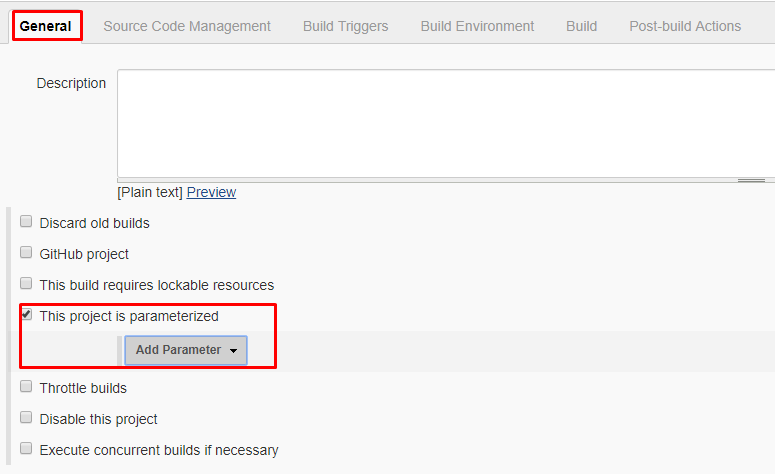 General Source Code Management Build Triggers Build Environment Build Post-build Actions
Description
[Plain text] Preview
Discard old builds
GitHub project
This build requires lockable resources
This project is parameterized
Add Parameter
Throttle builds
Disable this project
Execute concurrent builds if necessary